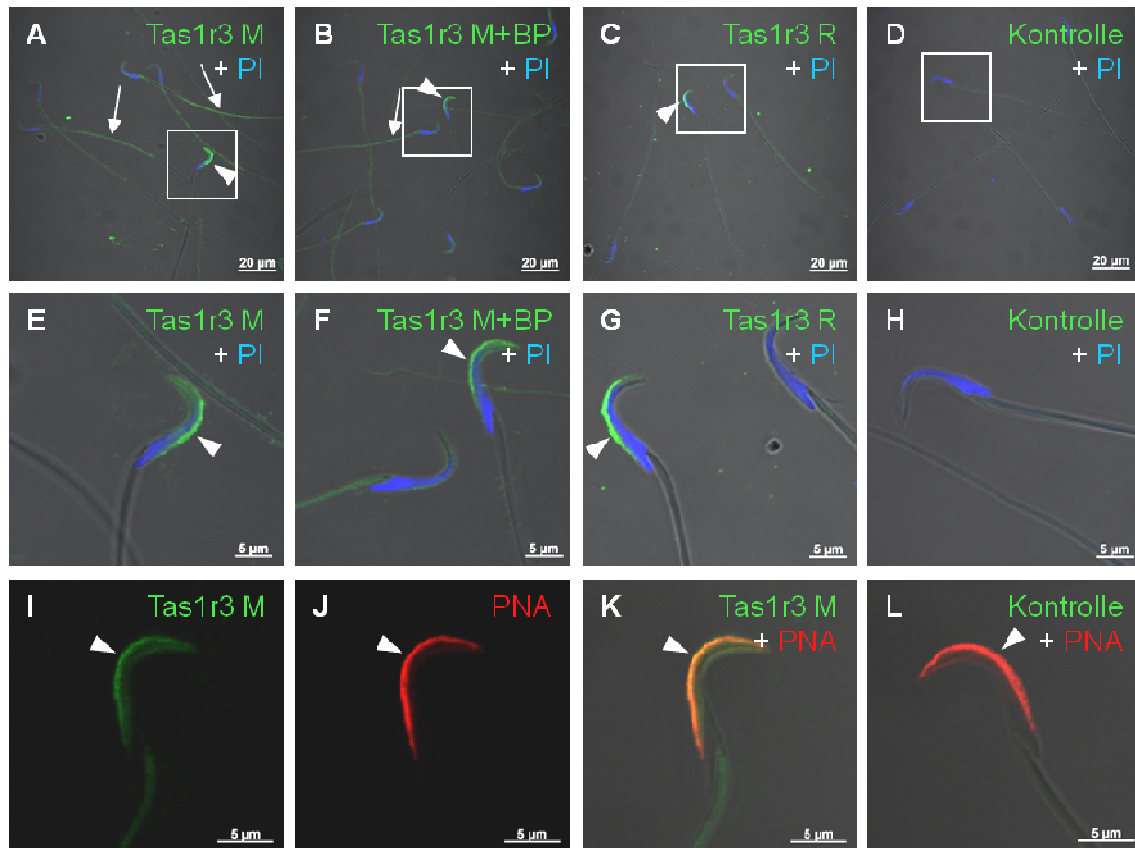 A Tas1r3 M
+ PI
20 µm
B Tas1r3 M+BP
+ PI
20 µm
C Tas1r3 R
+ PI
20 µm
D Kontrolle
+ PI
20 µm
E Tas1r3 M
+ PI
5 µm
F Tas1r3 M+BP
+ PI
5 µm
G Tas1r3 R
+ PI
5 µm
H Kontrolle
+ PI
5 µm
I Tas1r3 M
5 µm
J PNA
5 µm
K Tas1r3 M
+ PNA
5 µm
L Kontrolle
+ PNA
5 µm